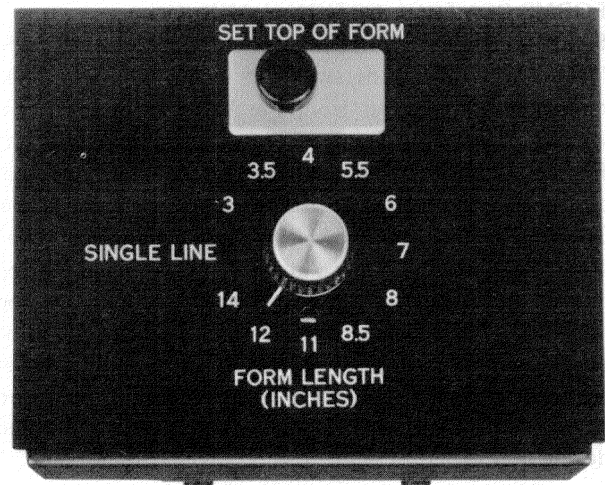 SET TOP OF FORM
4
3.5 5.5
3 6
SINGLE LINE 7
14 8
12 8.5
11
FORM LENGTH
(INCHES)